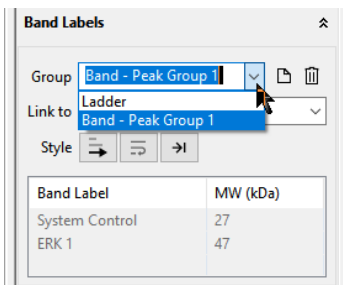 Band Labels
Group Band - Peak Group 1
Ladder
Link to Band - Peak Group 1
Style
Band Label MW (kDa)
System Control 27
ERK 1 47